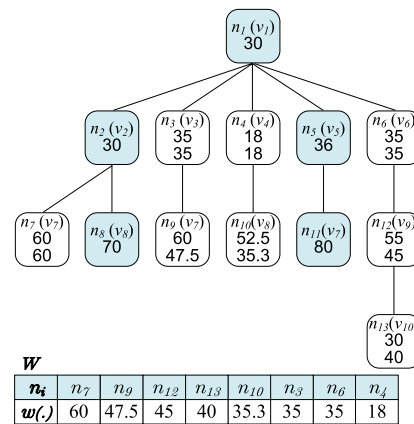 n1 (v1)
30
n2 (v2)
30
n3 (v3)
35
35
n4 (v4)
18
18
n5 (v5)
36
n6 (v6)
35
35
n7 (v7)
60
60
n8 (v8)
70
n9 (v7)
60
47.5
n10(v8)
52.5
35.3
n11(v7)
80
n12(v9)
55
45
n13(v10
30
40
W
ni n7 n9 n12 n13 n10 n3 n6 n4
w(.) 60 47.5 45 40 35.3 35 35 18